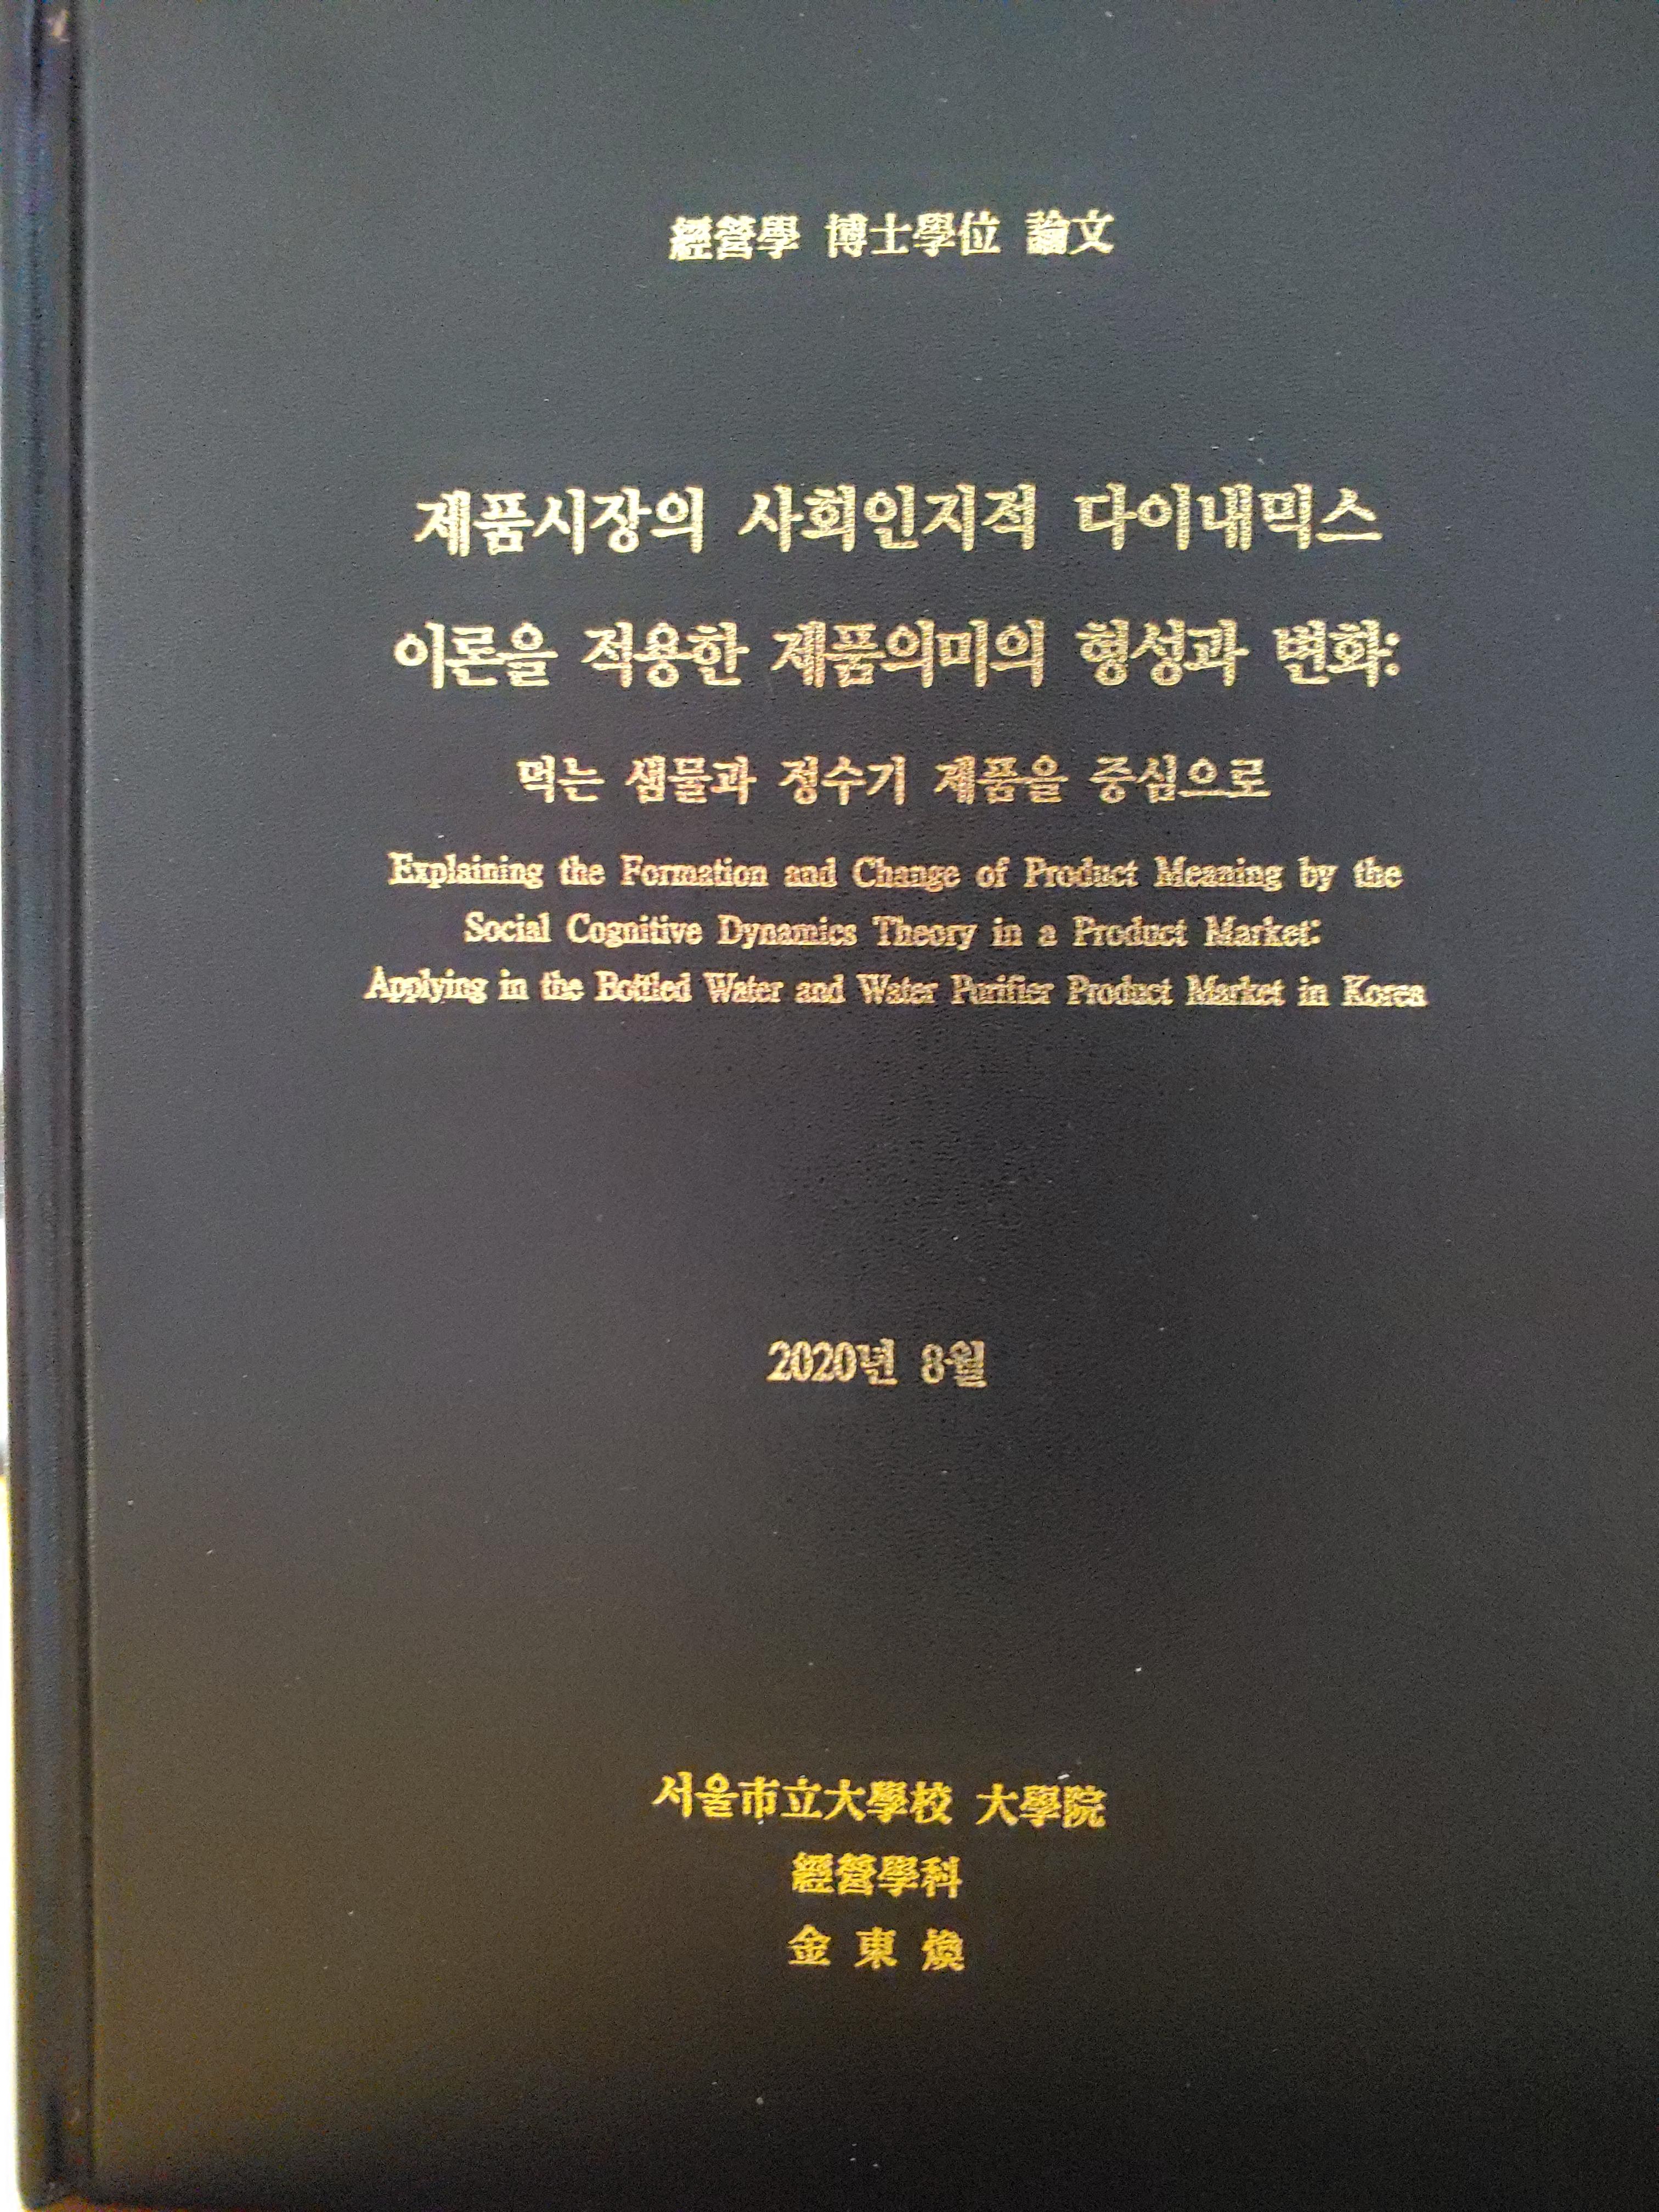 經營學 博士學位 論文
제품시장의 사회인지적 다이내믹스
이론을 적용한 제품의미의 형성과 변화:
먹는 샘물과 정수기 제품을 중심으로
Explaining the Formation and Change of Product Meaning by the
Social Cognitive Dynamics Theory in a Product Market:
Applying in the Bottled Water and Water Purifier Product Market in Korea
2020년 8월
서울市立大學校 大學院
經營學科
金 東 煥